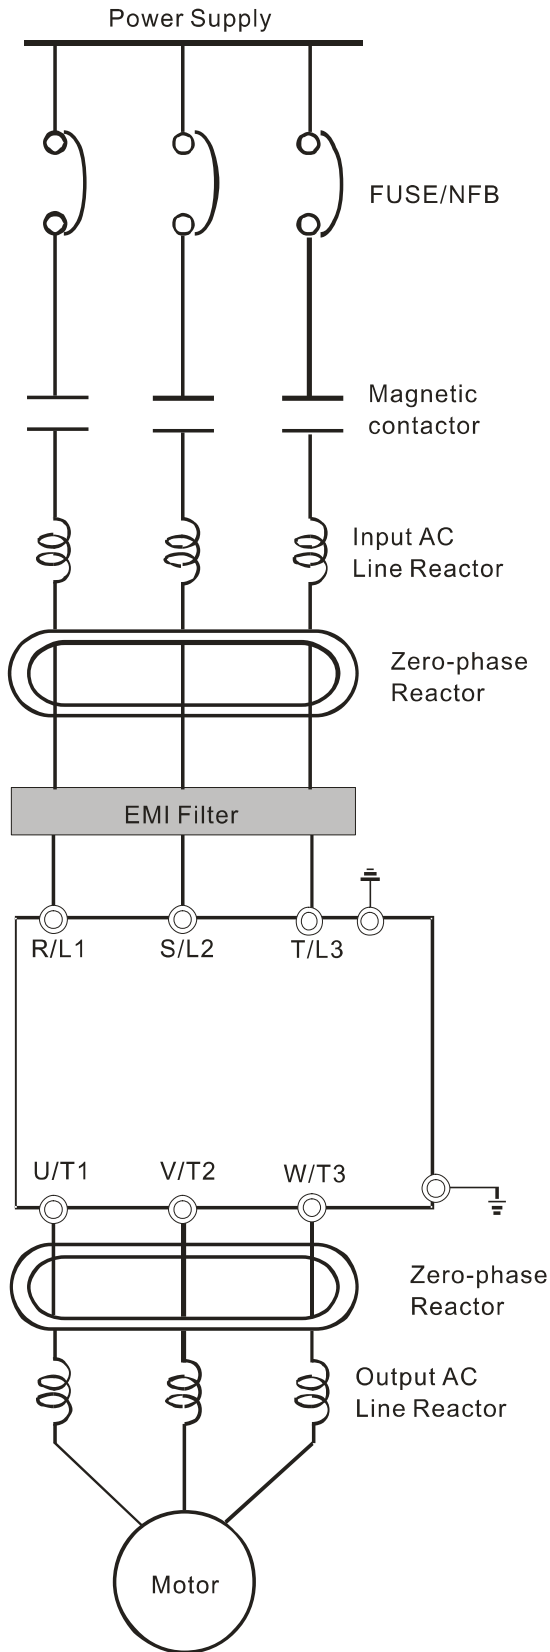 Power Supply
FUSE/NFB
Magnetic
contactor
Input AC
Line Reactor
Zero-phase
Reactor
EMI Filter
R/L1 S/L2 T/L3
U/T1 V/T2 W/T3
Zero-phase
Reactor
Output AC
Line Reactor
Motor